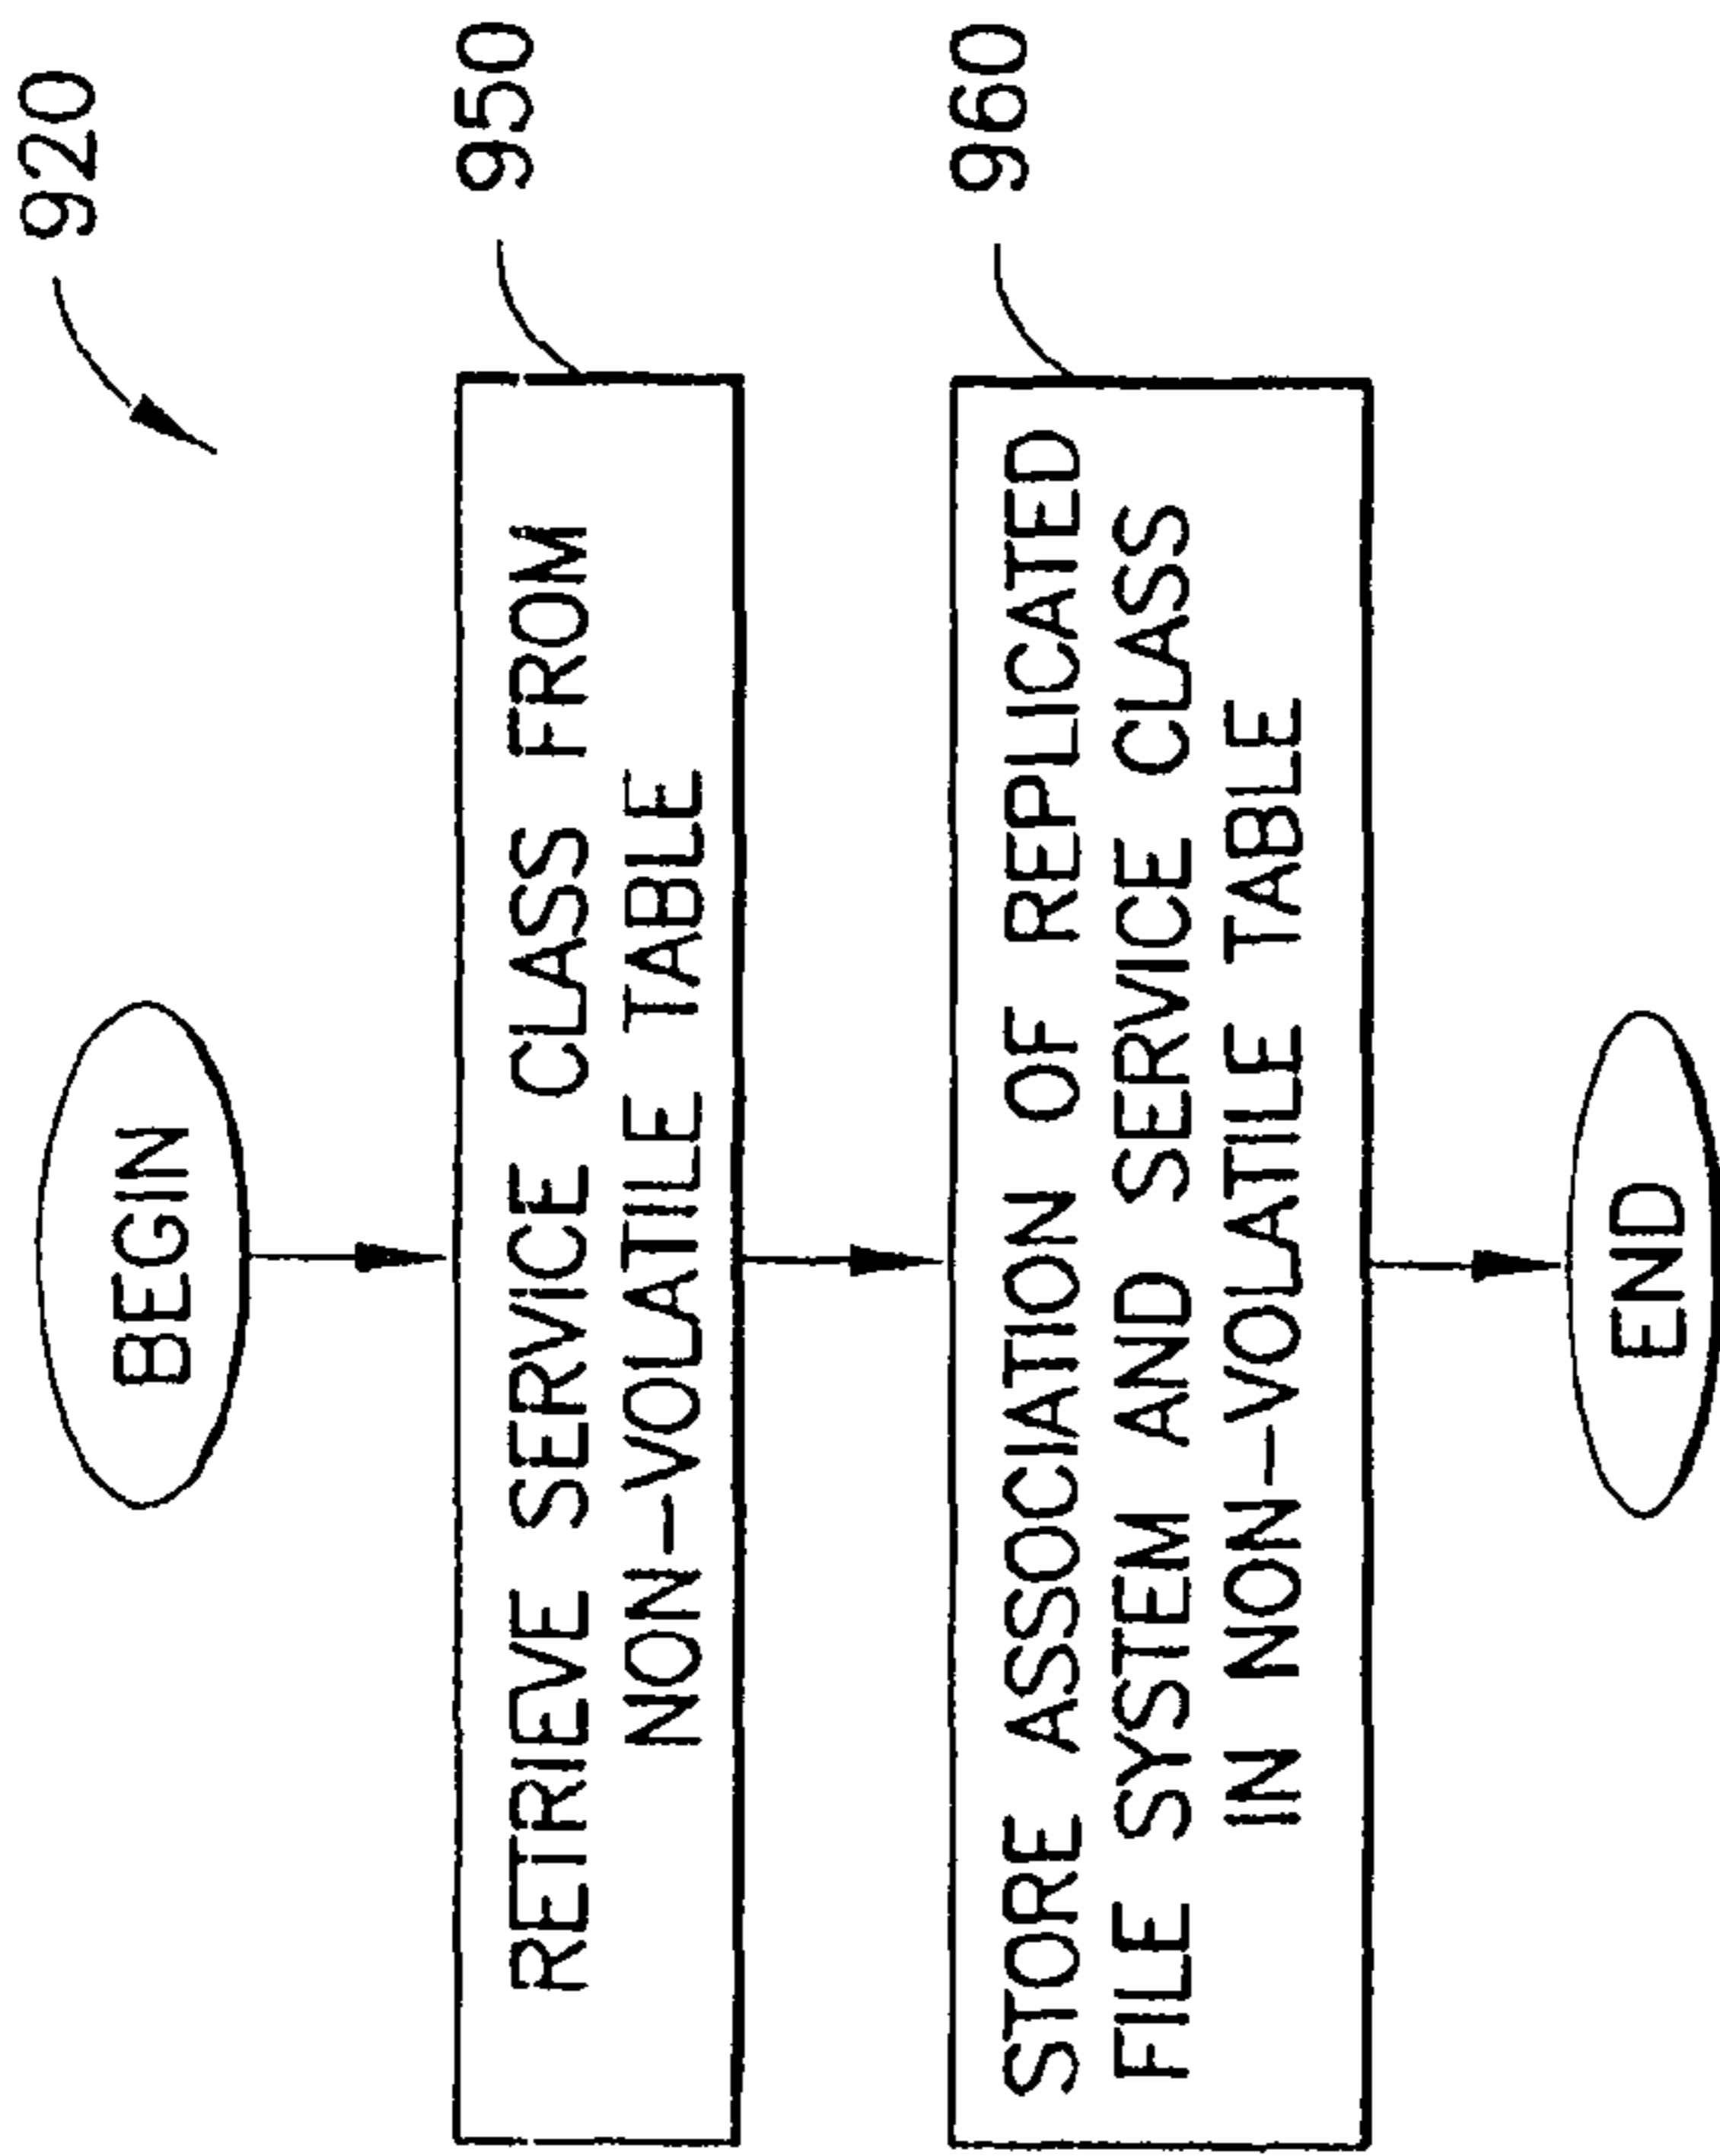 920
BEGIN
950
RETRIEVE SERVICE CLASS FROM
NON-VOLATILE TABLE
960
STORE ASSOCIATION OF REPLICATED
FILE SYSTEM AND SERVICE CLASS
IN NON-VOLATILE TABLE
END